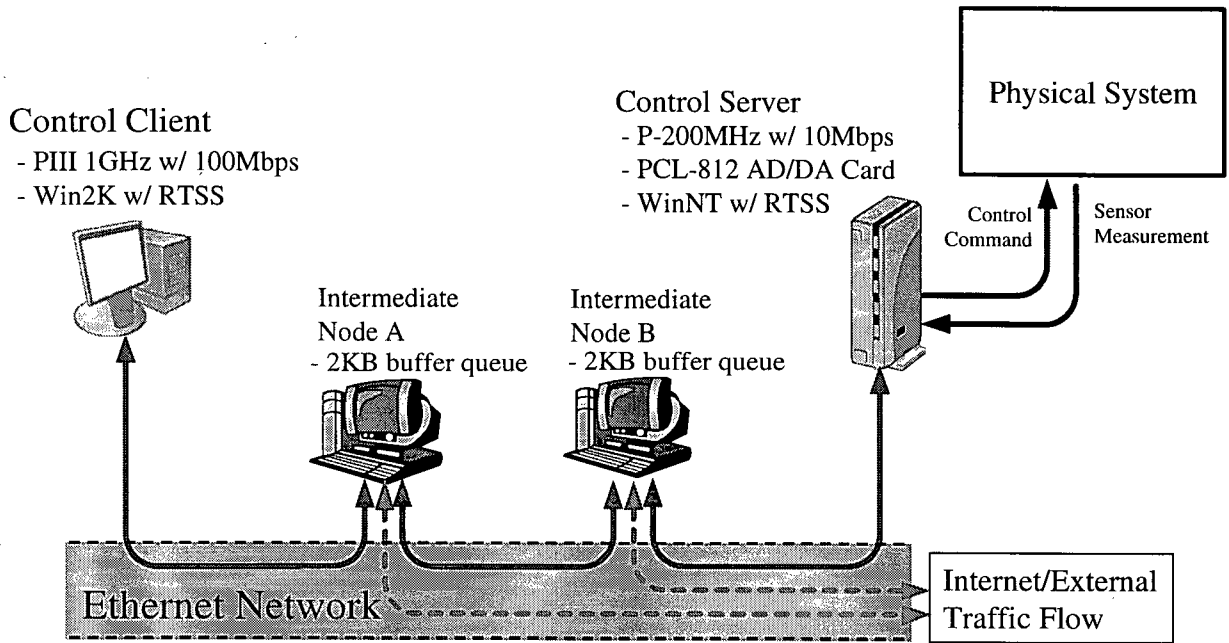 Control Client
- PIII 1GHz w/ 100Mbps
- Win2K w/ RTSS
Intermediate
Node A
- 2KB buffer queue
Intermediate
Node B
- 2KB buffer queue
Control Server
- P-200MHz w/ 10Mbps
- PCL-812 AD/DA Card
- WinNT w/ RTSS
Physical System
Control
Command
Sensor
Measurement
Ethernet Network
Internet/External
Traffic Flow